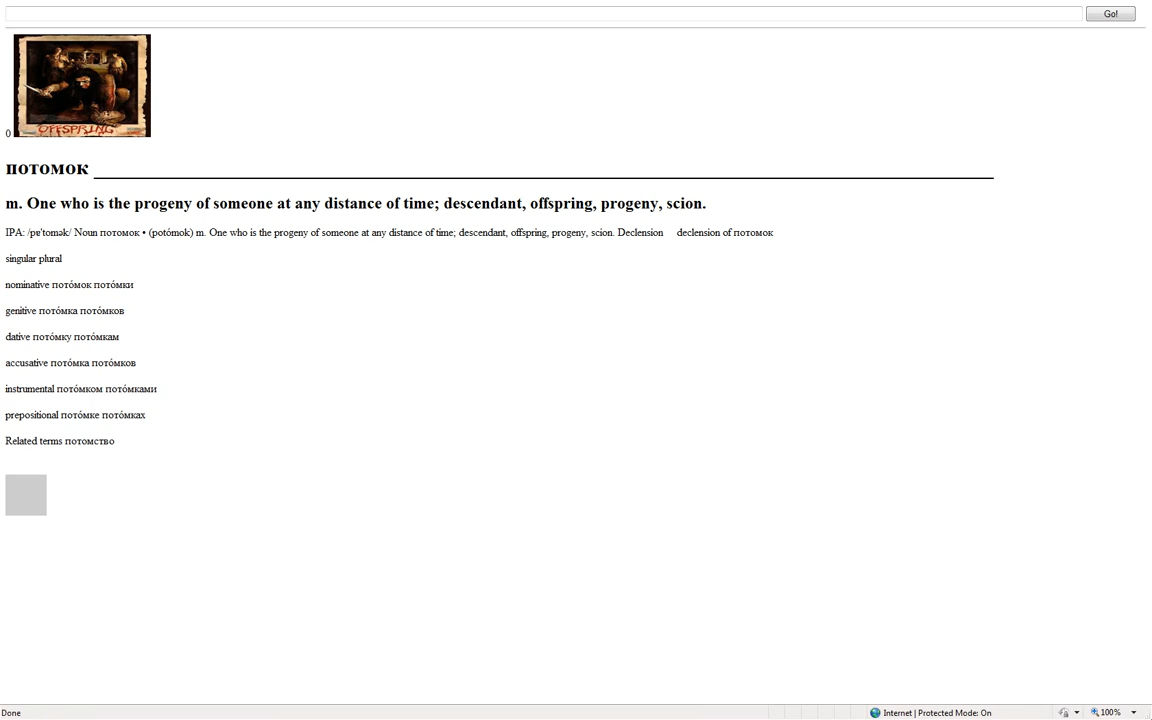 Go!
0
OFFSPRING
потомок
m. One who is the progeny of someone at any distance of time; descendant, offspring, progeny, scion.
IPA: /pɐ'tomək/ Noun потомок • (potómok) m. One who is the progeny of someone at any distance of time; descendant, offspring, progeny, scion. Declension declension of потомок
singular plural
nominative пото́мок пото́мки
genitive пото́мка пото́мков
dative пото́мку пото́мкам
accusative пото́мка пото́мков
instrumental пото́мком пото́мками
prepositional пото́мке пото́мках
Related terms потомство
Done
Internet | Protected Mode: On
100%